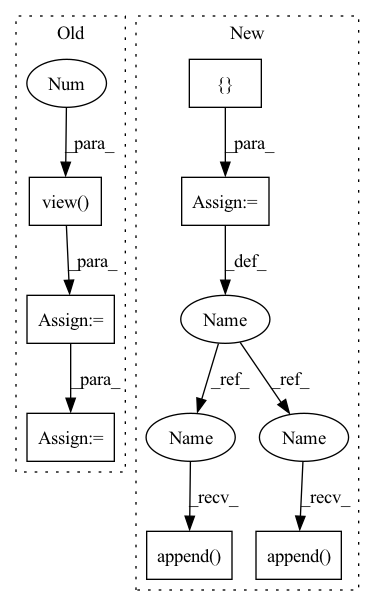 Old
New
Num
{}
_para_
_para_
view()
Assign:=
_para_
_def_
Assign:=
Name
_para_
_ref_
_ref_
Assign:=
Name
Name
_recv_
_recv_
append()
append()